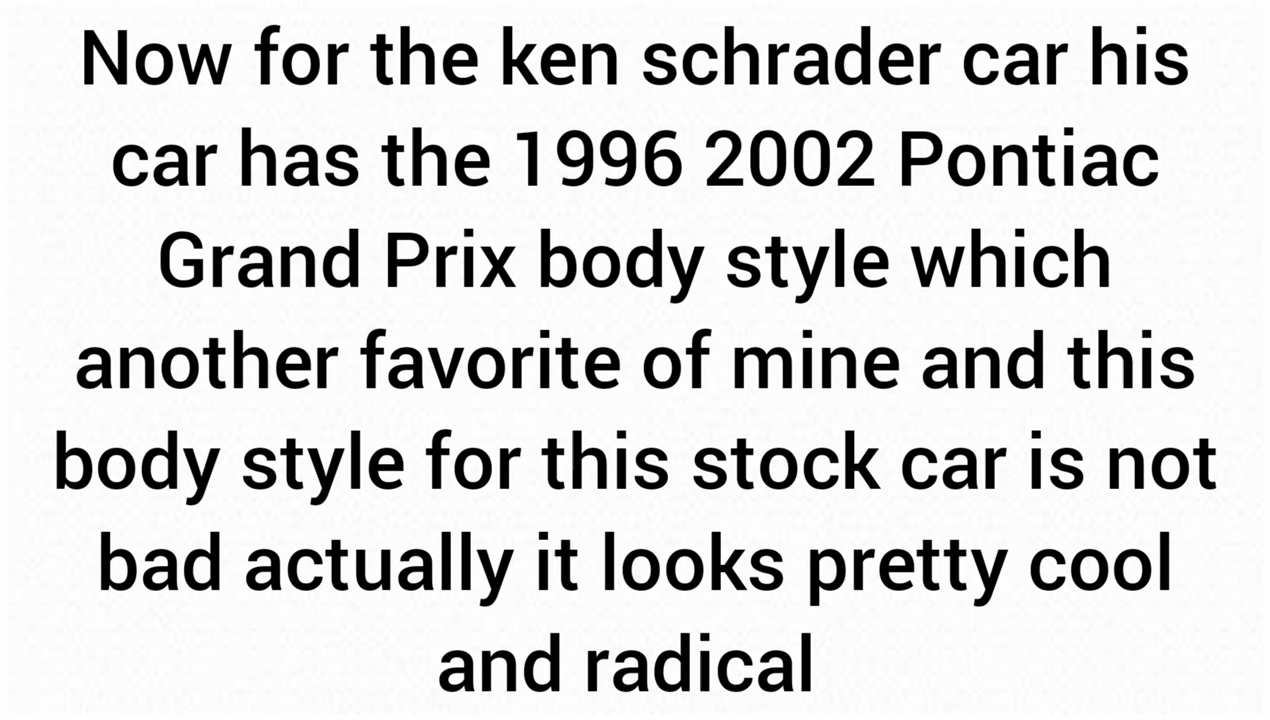 Now for the ken schrader car his
car has the 1996 2002 Pontiac
Grand Prix body style which
another favorite of mine and this
body style for this stock car is not
bad actually it looks pretty cool
and radical